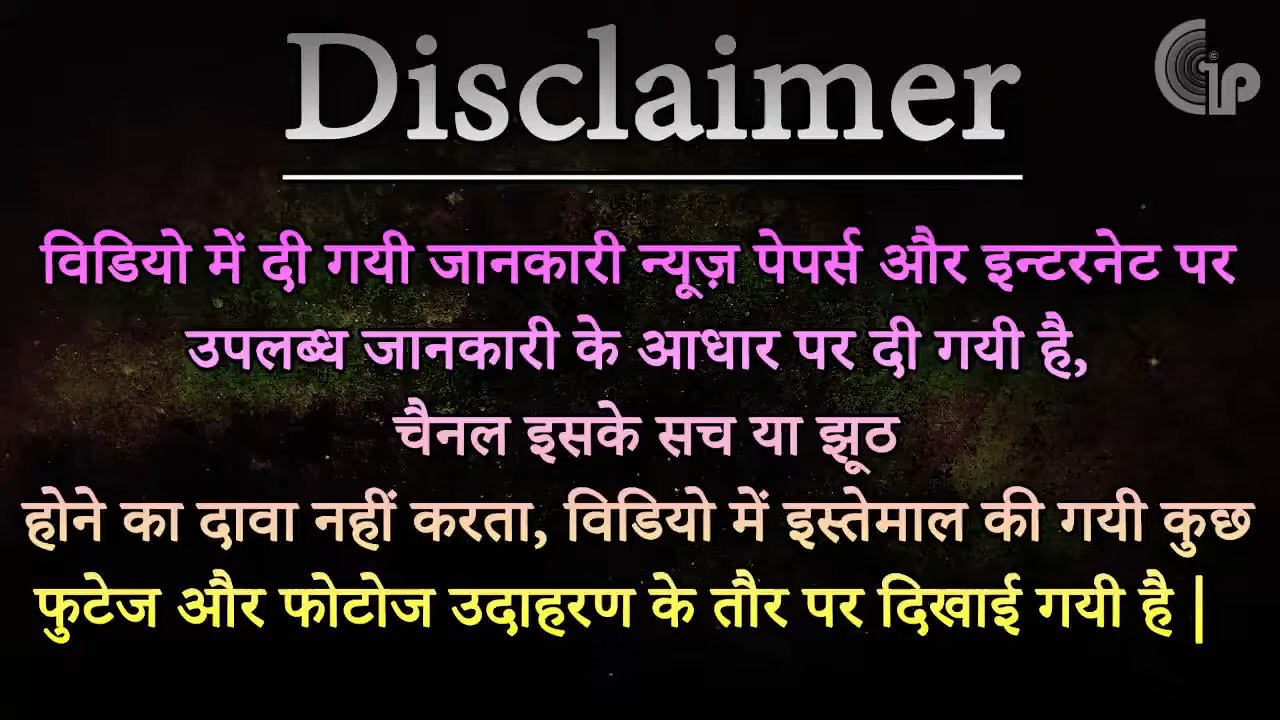 Disclaimer
विडियो में दी गयी जानकारी न्यूज़ पेपर्स और इन्टरनेट पर
उपलब्ध जानकारी के आधार पर दी गयी है,
चैनल इसके सच या झूठ
होने का दावा नहीं करता, विडियो में इस्तेमाल की गयी कुछ
फुटेज और फोटोज उदाहरण के तौर पर दिखाई गयी है |